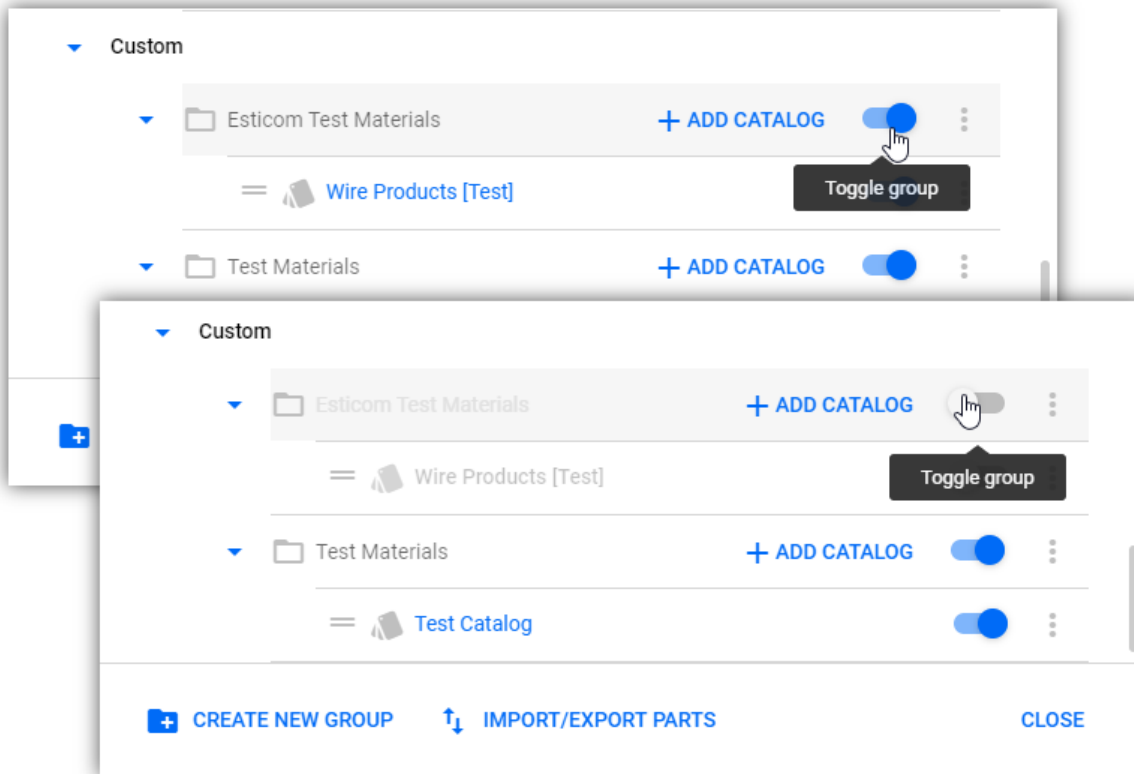 Custom
Esticom Test Materials + ADD CATALOG
Wire Products [Test] Toggle group
Test Materials + ADD CATALOG
Custom
Esticom Test Materials + ADD CATALOG
Wire Products [Test] Toggle group
Test Materials + ADD CATALOG
Test Catalog
CREATE NEW GROUP IMPORT/EXPORT PARTS CLOSE